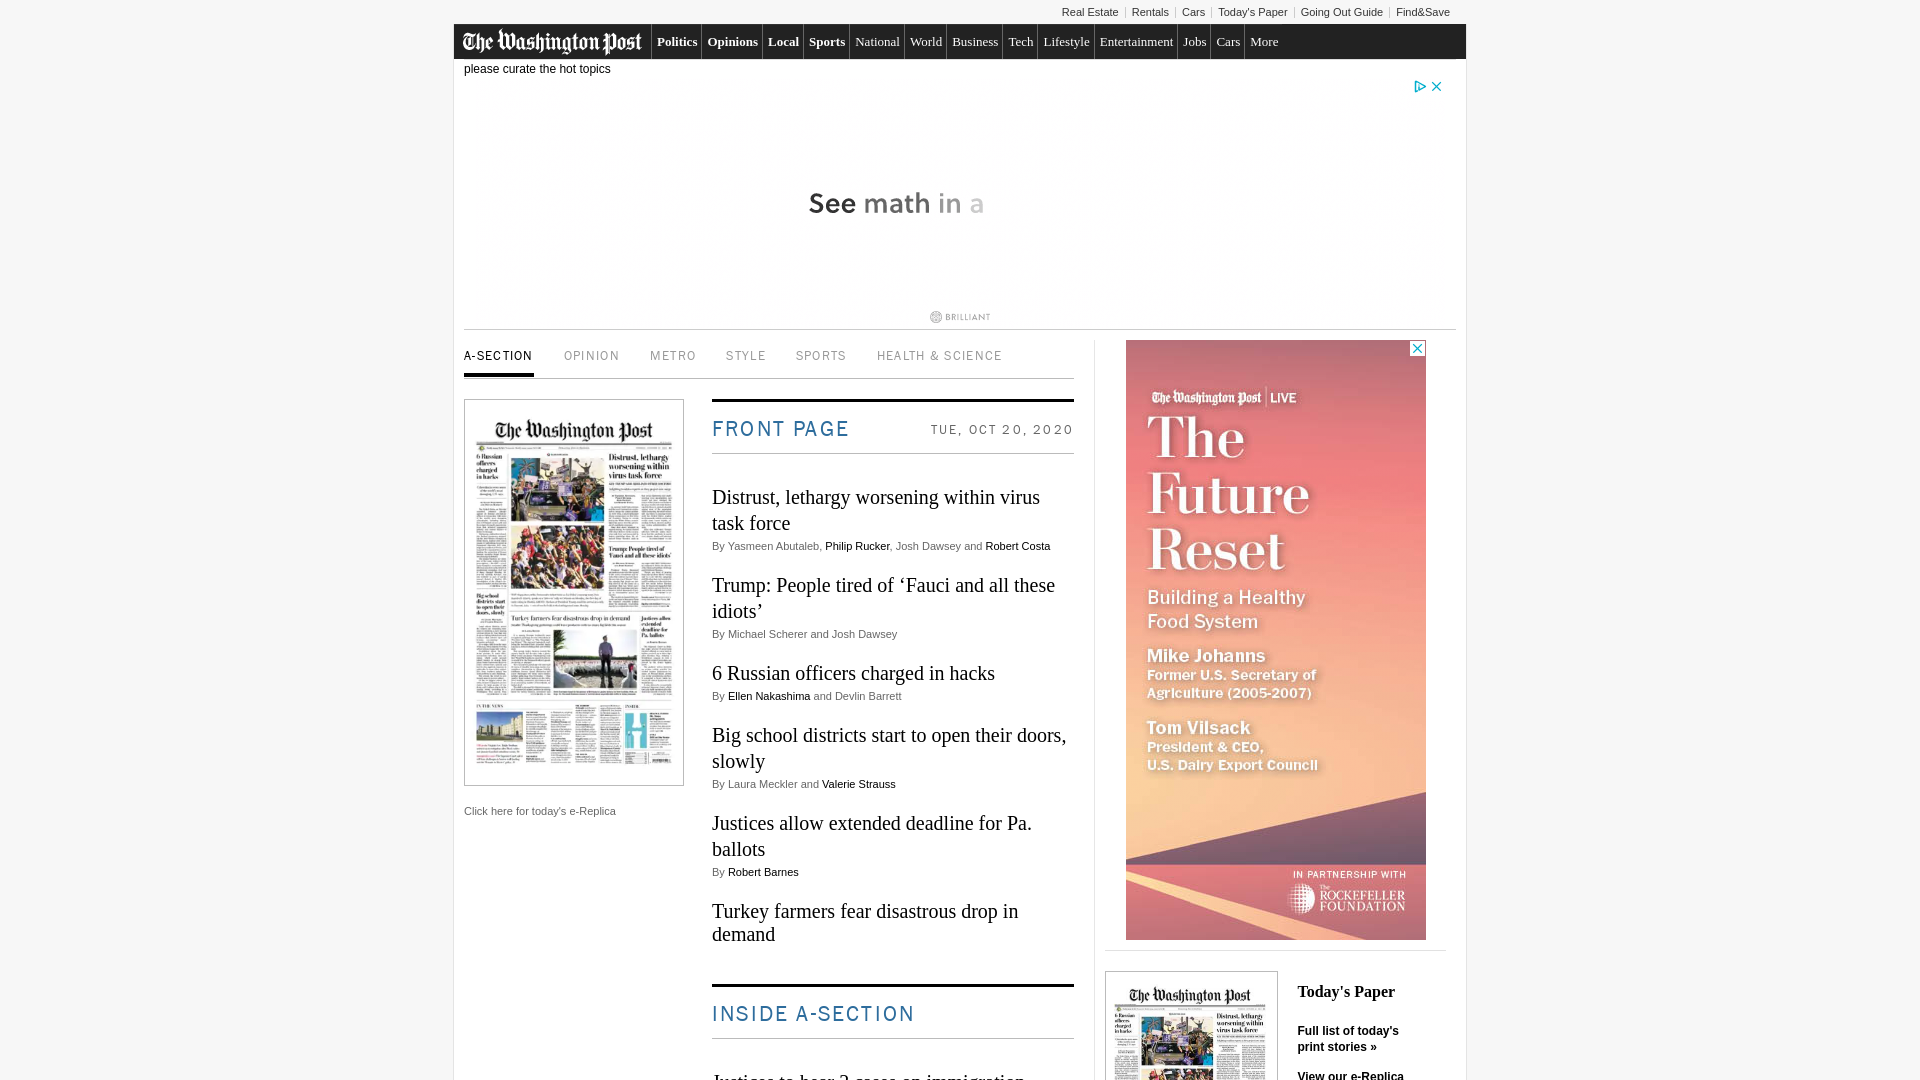 Real Estate Rentals Cars Today's Paper Going Out Guide Find&Save
The Washington Post Politics Opinions Local Sports National World Business Tech Lifestyle Entertainment Jobs Cars More
please curate the hot topics
See math in a
BRILLIANT
A-SECTION OPINION METRO STYLE SPORTS HEALTH & SCIENCE
The Washington Post
6 Russian
officers
charged
in hacks
Distrust, lethargy
worsening within
virus task force
Trump: People tired of
'Fauci and all these idiots'
Big school
districts start
to open their
doors, slowly
Turkey farmers fear disastrous drop in demand
Justices allow
extended
deadline for
Pa. ballots
Click here for today's e-Replica
FRONT PAGE TUE, OCT 20, 2020
Distrust, lethargy worsening within virus
task force
By Yasmeen Abutaleb, Philip Rucker, Josh Dawsey and Robert Costa
Trump: People tired of ‘Fauci and all these
idiots’
By Michael Scherer and Josh Dawsey
6 Russian officers charged in hacks
By Ellen Nakashima and Devlin Barrett
Big school districts start to open their doors,
slowly
By Laura Meckler and Valerie Strauss
Justices allow extended deadline for Pa.
ballots
By Robert Barnes
Turkey farmers fear disastrous drop in
demand
INSIDE A-SECTION
Justices to hear 2 cases on immigration
The Washington Post LIVE
The
Future
Reset
Building a Healthy
Food System
Mike Johanns
Former U.S. Secretary of
Agriculture (2005-2007)
Tom Vilsack
President & CEO,
U.S. Dairy Export Council
IN PARTNERSHIP WITH
The
ROCKEFELLER
FOUNDATION
The Washington Post
6 Russian
officers
charged
in hacks
Distrust, lethargy
worsening within
virus task force
Today's Paper
Full list of today's
print stories »
View our e-Replica